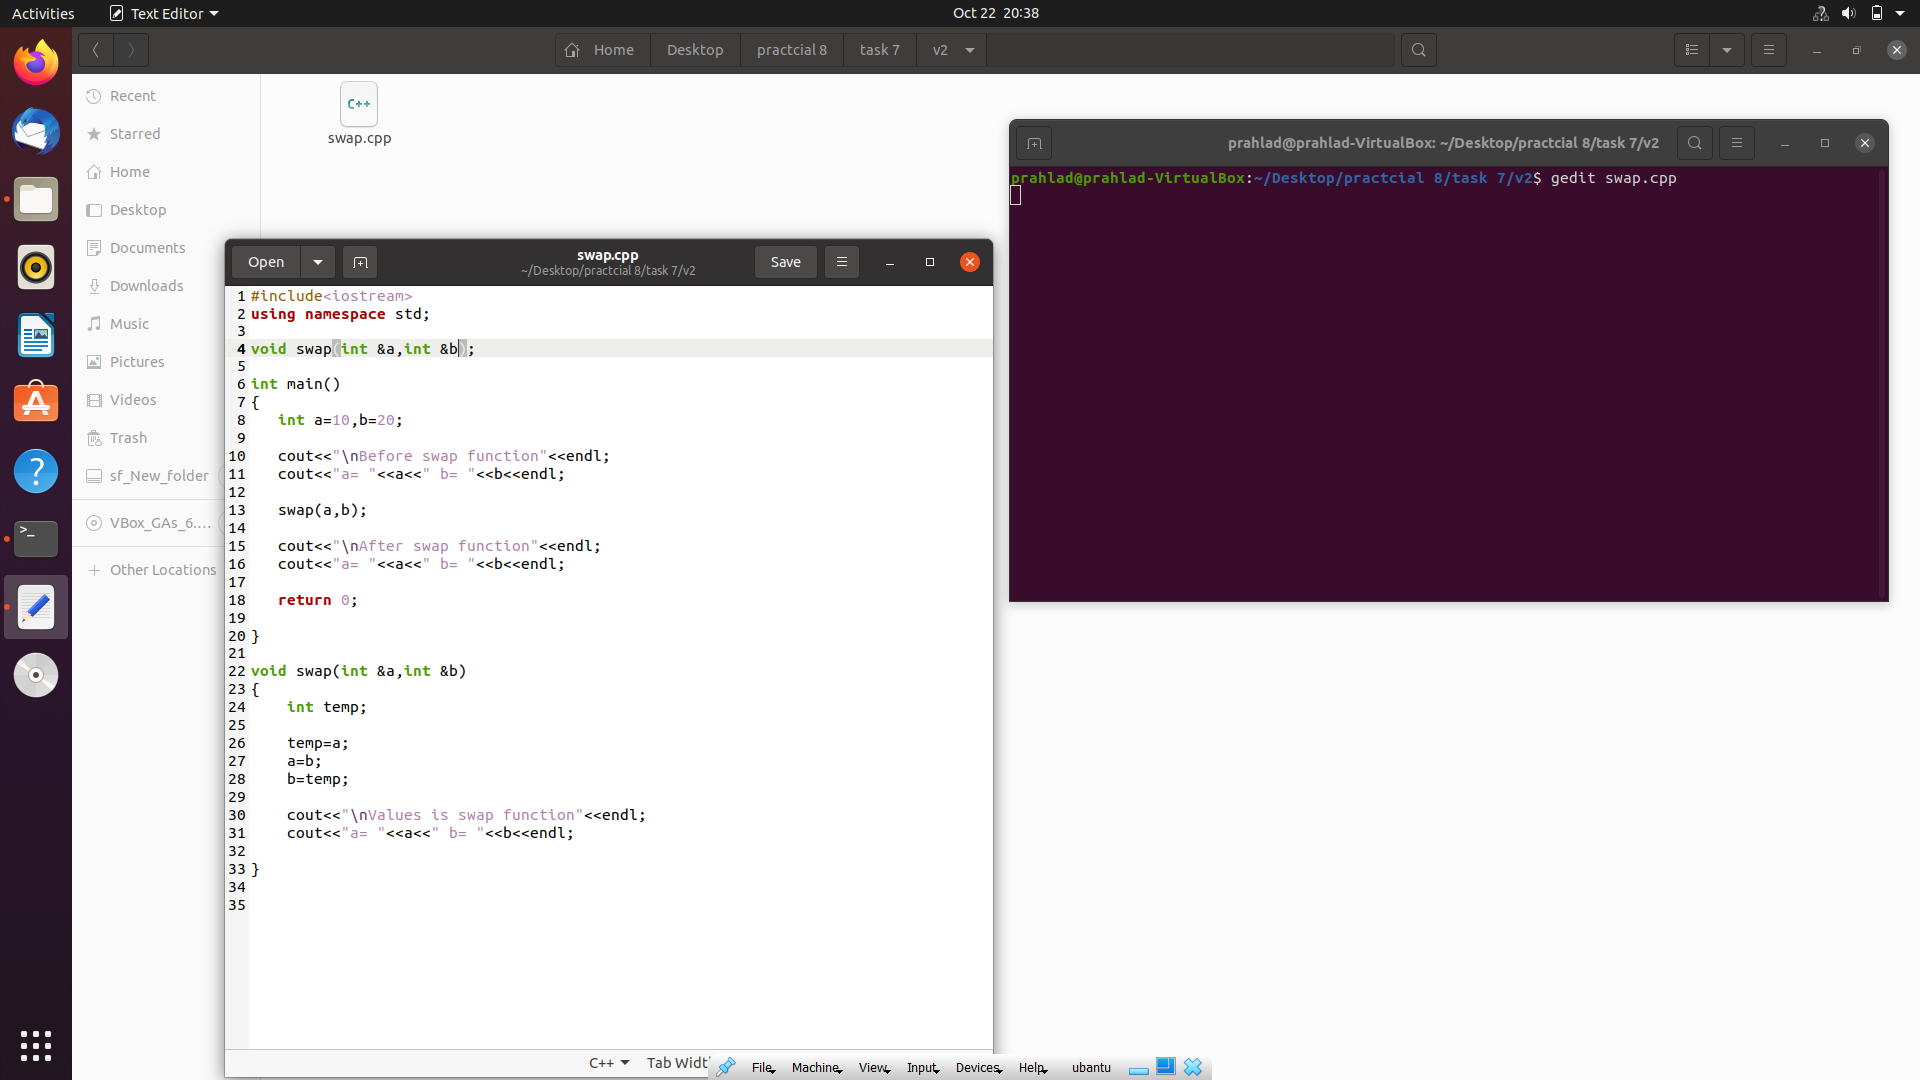 Activities
Text Editor
Oct 22 20:38
Home
Desktop
practcial 8
task 7
v2
Recent
Starred
Home
Desktop
Documents
Downloads
Music
Pictures
Videos
Trash
sf_New_folder
VBox_GAs_6....
+ Other Locations
C++
swap.cpp
prahlad@prahlad-VirtualBox: ~/Desktop/practcial 8/task 7/v2
prahlad@prahlad-VirtualBox:~/Desktop/practcial 8/task 7/v2$ gedit swap.cpp
Open
swap.cpp
~/Desktop/practcial 8/task 7/v2
Save
1 #include<iostream>
2 using namespace std;
3
4 void swap(int &a,int &b);
5
6 int main()
7 {
8    int a=10,b=20;
9
10    cout<<"\nBefore swap function"<<endl;
11    cout<<"a= "<<a<<" b= "<<b<<endl;
12
13    swap(a,b);
14
15    cout<<"\nAfter swap function"<<endl;
16    cout<<"a= "<<a<<" b= "<<b<<endl;
17
18    return 0;
19
20 }
21
22 void swap(int &a,int &b)
23 {
24     int temp;
25
26     temp=a;
27     a=b;
28     b=temp;
29
30     cout<<"\nValues is swap function"<<endl;
31     cout<<"a= "<<a<<" b= "<<b<<endl;
32
33 }
34
35
C++
Tab Widt
File
Machine
View
Input
Devices
Help
ubantu